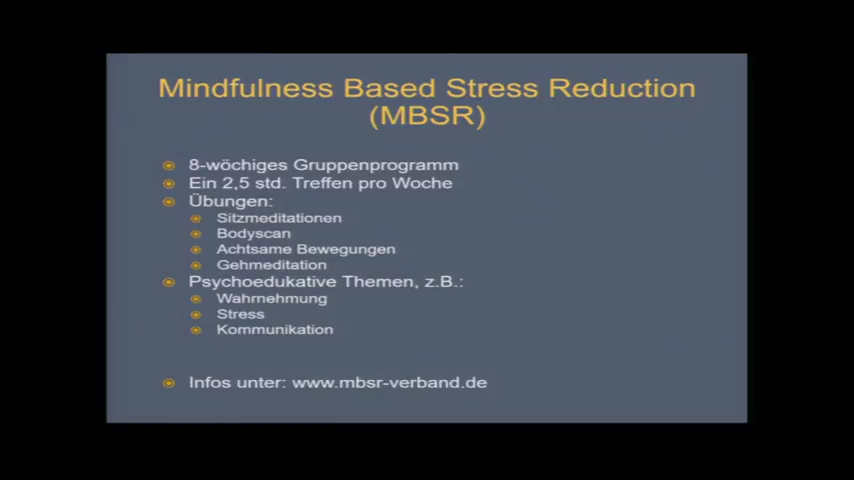 Mindfulness Based Stress Reduction
(MBSR)
8-wöchiges Gruppenprogramm
Ein 2,5 std. Treffen pro Woche
Übungen:
Sitzmeditationen
Bodyscan
Achtsame Bewegungen
Gehmeditation
Psychoedukative Themen, z.B.:
Wahrnehmung
Stress
Kommunikation
Infos unter: www.mbsr-verband.de